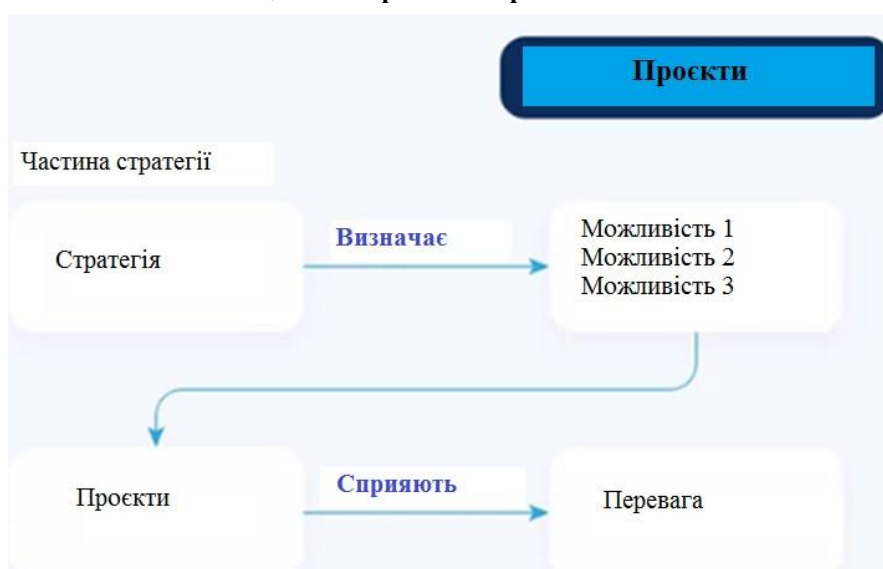 Проєкти
Частина стратегії
Стратегія
Визначає
Можливість 1
Можливість 2
Можливість 3
Проєкти
Сприяють
Перевага